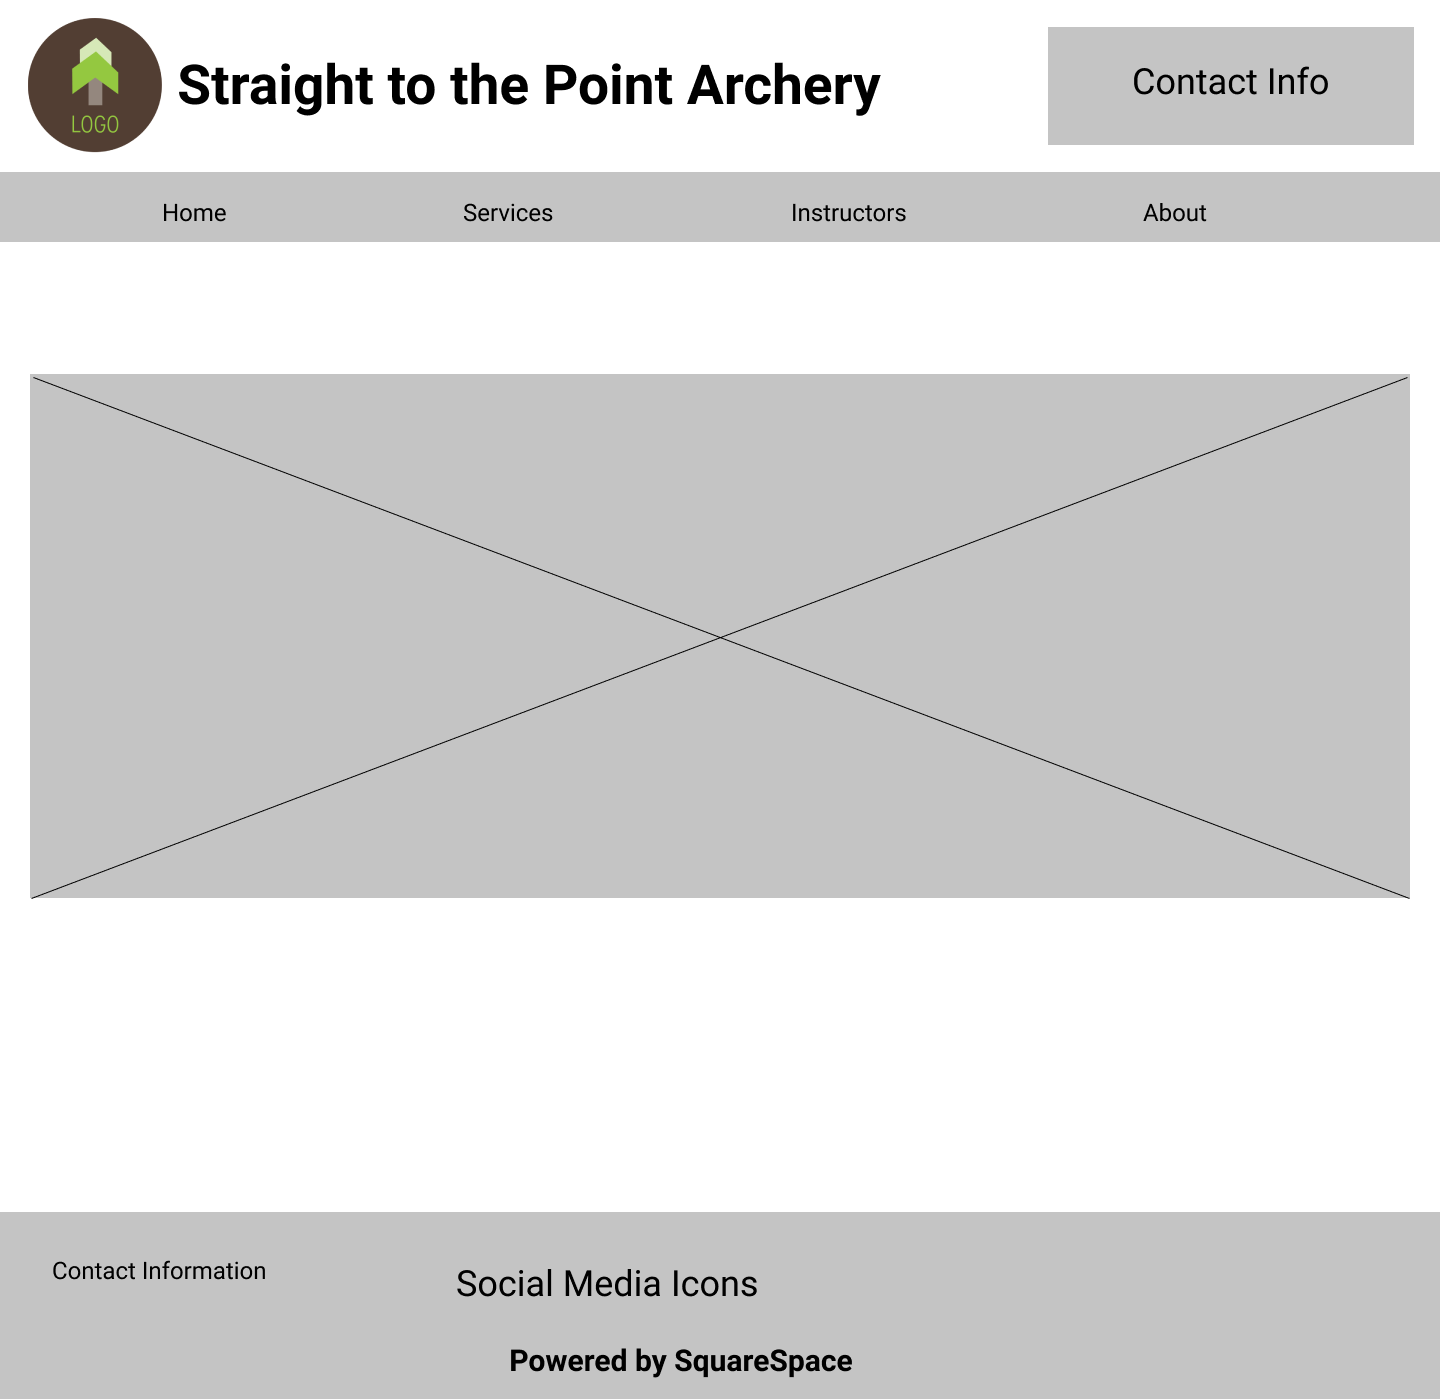 LOGO
Straight to the Point Archery
Contact Info
Home
Services
Instructors
About
Contact Information
Social Media Icons
Powered by SquareSpace